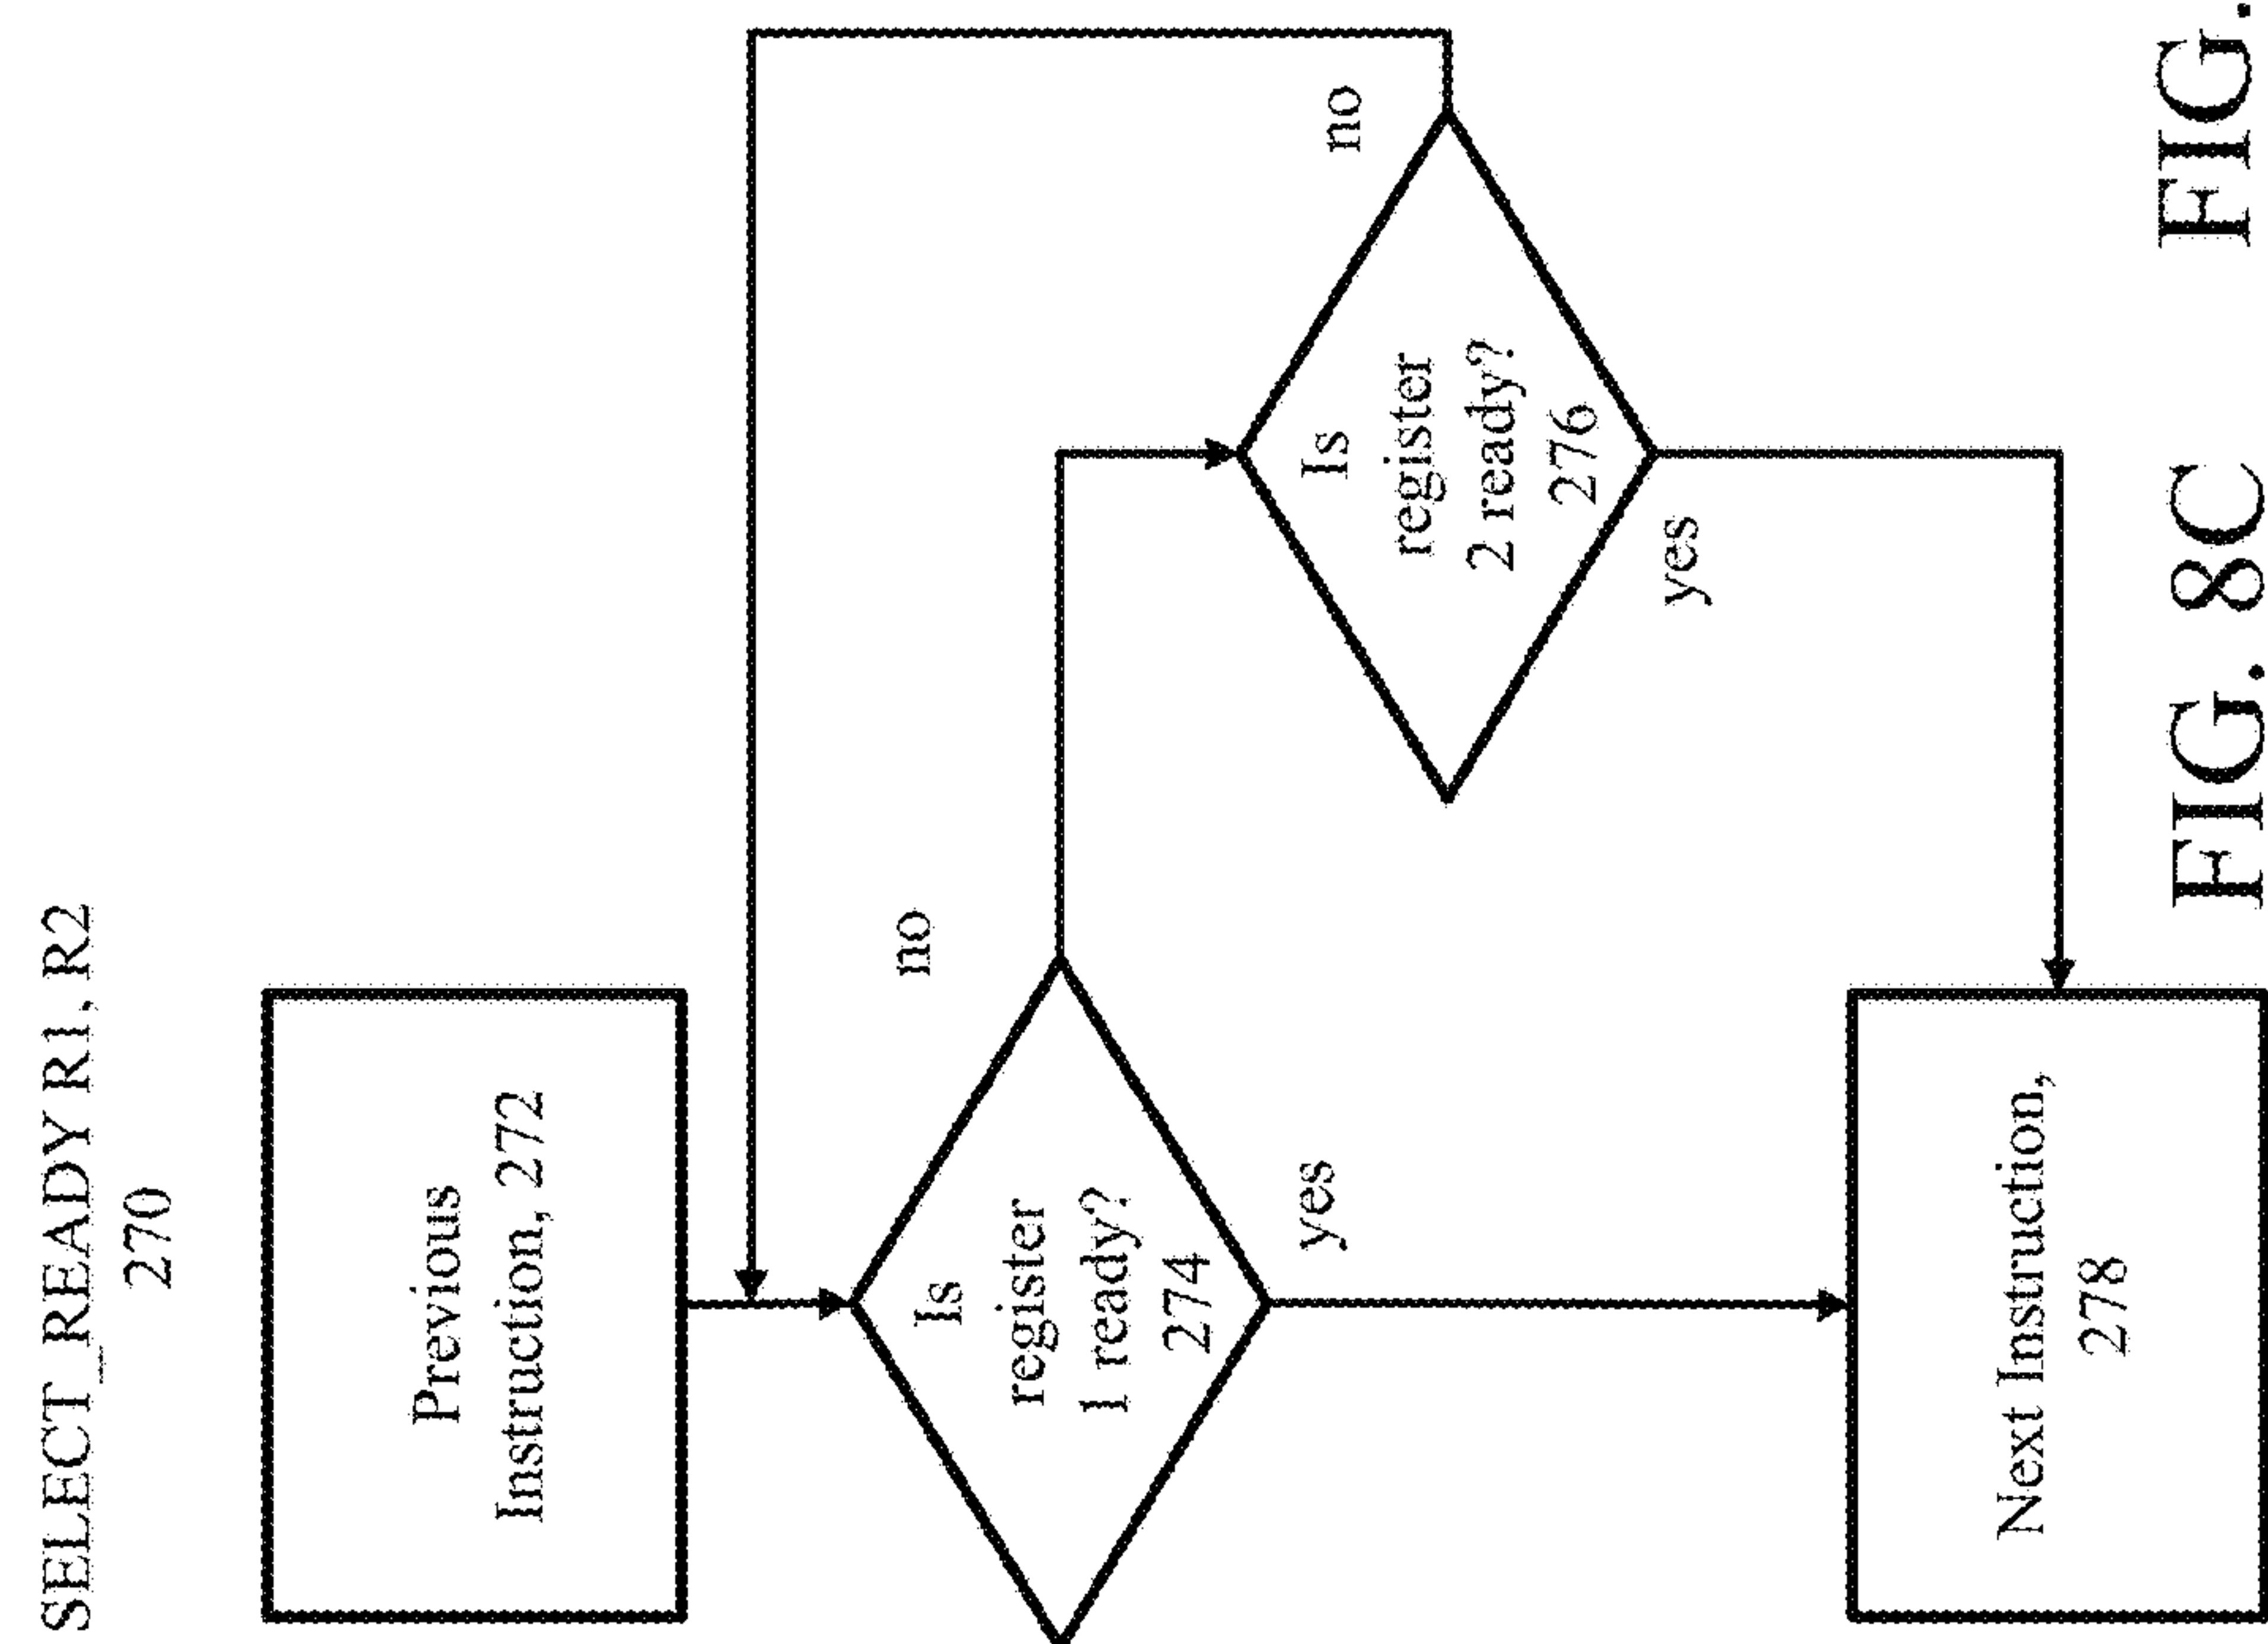 SELECT_READY R1, R2
270
Previous
Instruction, 272
Is
register
1 ready?
274
no
yes
Is
register
2 ready?
276
no
yes
Next Instruction,
278
FIG. 8C
FIG.